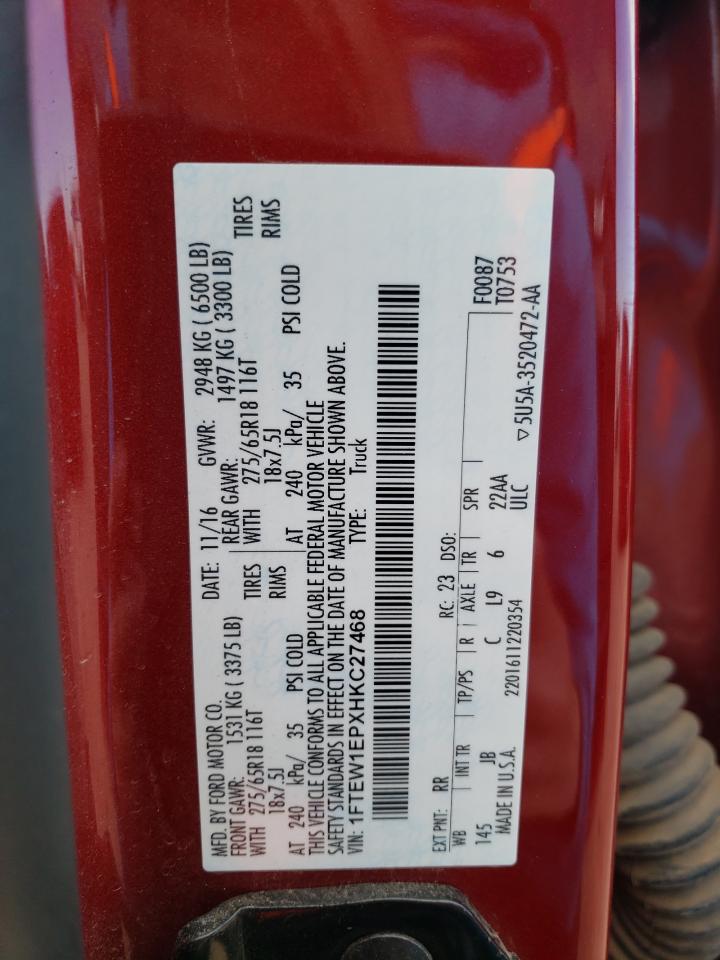 MFD. BY FORD MOTOR CO.
DATE: 11/16 GVWR: 2948 KG ( 6500 LB)
FRONT GAWR: 1531 KG ( 3375 LB)
REAR GAWR: 1497 KG ( 3300 LB)
WITH 275/65R18 116T TIRES
WITH 275/65R18 116T TIRES
18x7.5J RIMS
18x7.5J RIMS
AT 240 kPa/ 35 PSI COLD
AT 240 kPa/ 35 PSI COLD
THIS VEHICLE CONFORMS TO ALL APPLICABLE FEDERAL MOTOR VEHICLE
SAFETY STANDARDS IN EFFECT ON THE DATE OF MANUFACTURE SHOWN ABOVE.
VIN: 1FTEW1EPXHKC27468 TYPE: Truck
EXT PNT: RR RC: 23 DSO: F0087
WB INT TR TP/PS R AXLE TR SPR T0753
145 JB C L9 6 22AA
ULC
MADE IN U.S.A. 2201611220354 ▽5U5A-3520472-AA